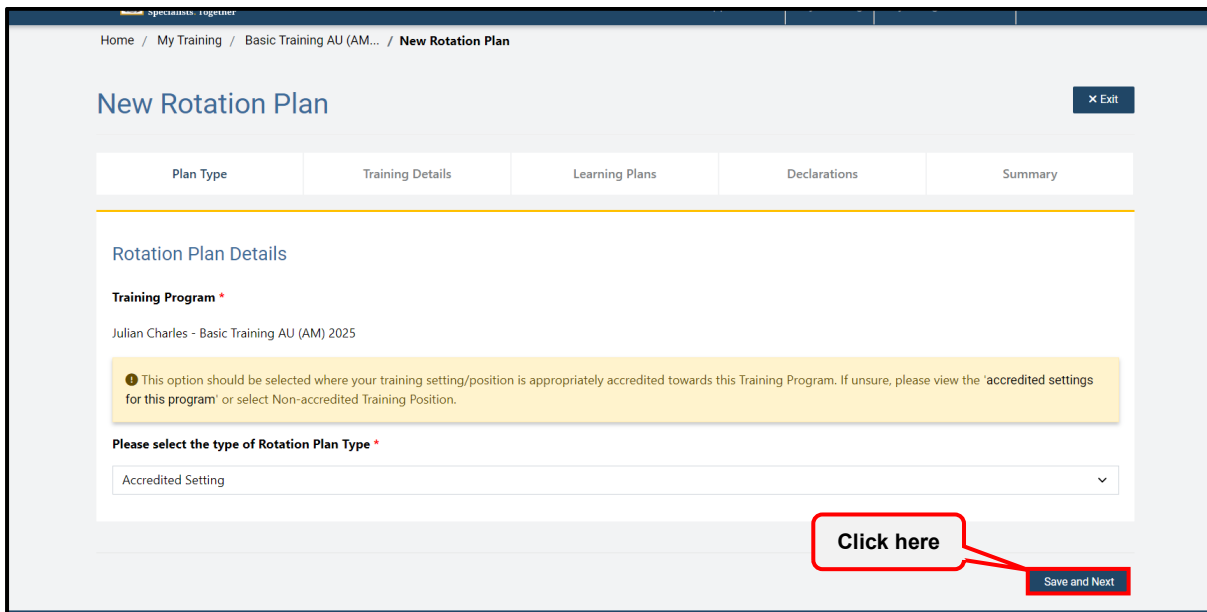 Specialists. Together
Home / My Training / Basic Training AU (AM... / New Rotation Plan
New Rotation Plan
× Exit
Plan Type
Training Details
Learning Plans
Declarations
Summary
Rotation Plan Details
Training Program *
Julian Charles - Basic Training AU (AM) 2025
This option should be selected where your training setting/position is appropriately accredited towards this Training Program. If unsure, please view the 'accredited settings
for this program' or select Non-accredited Training Position.
Please select the type of Rotation Plan Type *
Accredited Setting
Click here
Save and Next